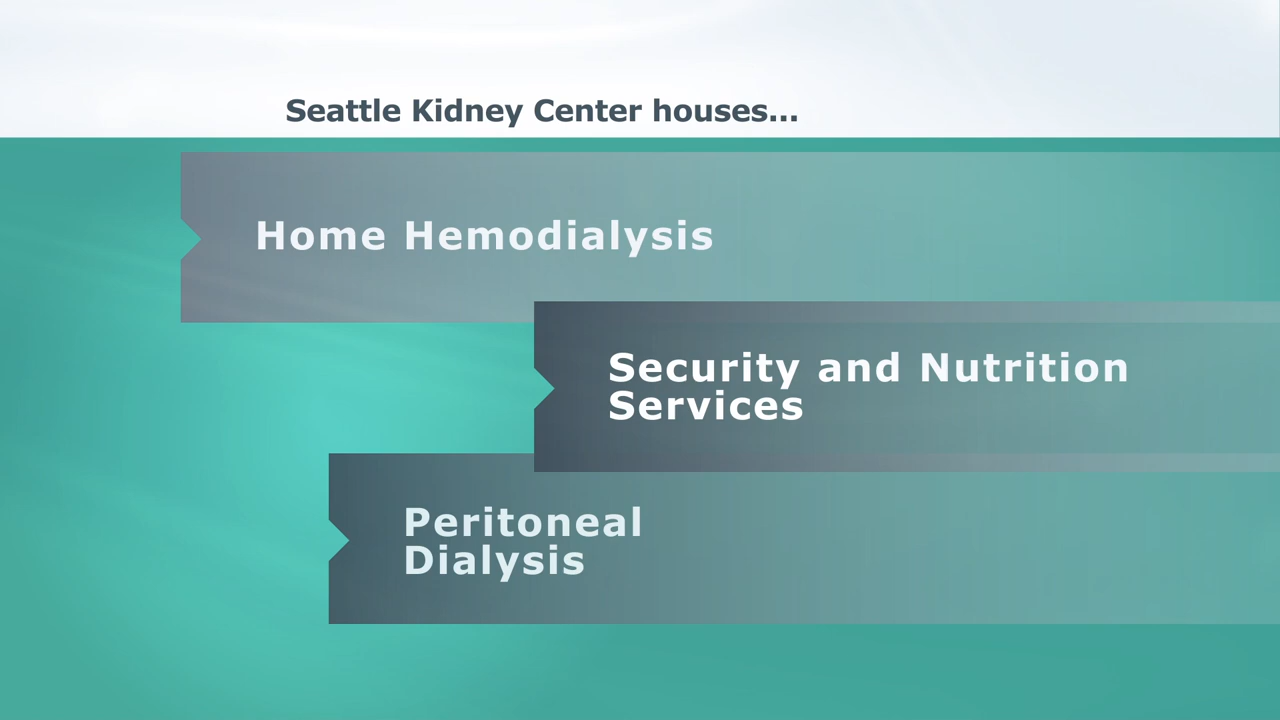 Seattle Kidney Center houses...
Home Hemodialysis
Security and Nutrition
Services
Peritoneal
Dialysis